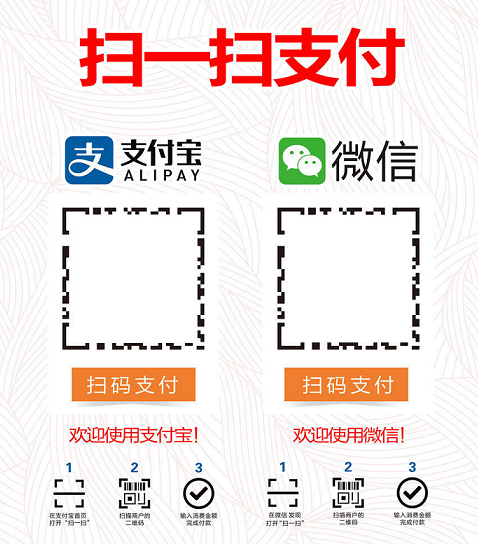 扫一扫支付
支付宝
ALIPAY
微信
扫码支付
扫码支付
欢迎使用支付宝!
欢迎使用微信!
1
2
3
在支付宝首页
打开“扫一扫”
扫描商户的
二维码
输入消费金额
完成付款
1
2
3
在微信 发现
打开“扫一扫”
扫描商户的
二维码
输入消费金额
完成付款